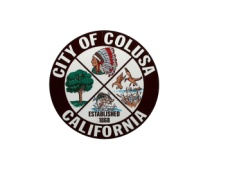 CITY OF COLUSA
ESTABLISHED
1868
CALIFORNIA